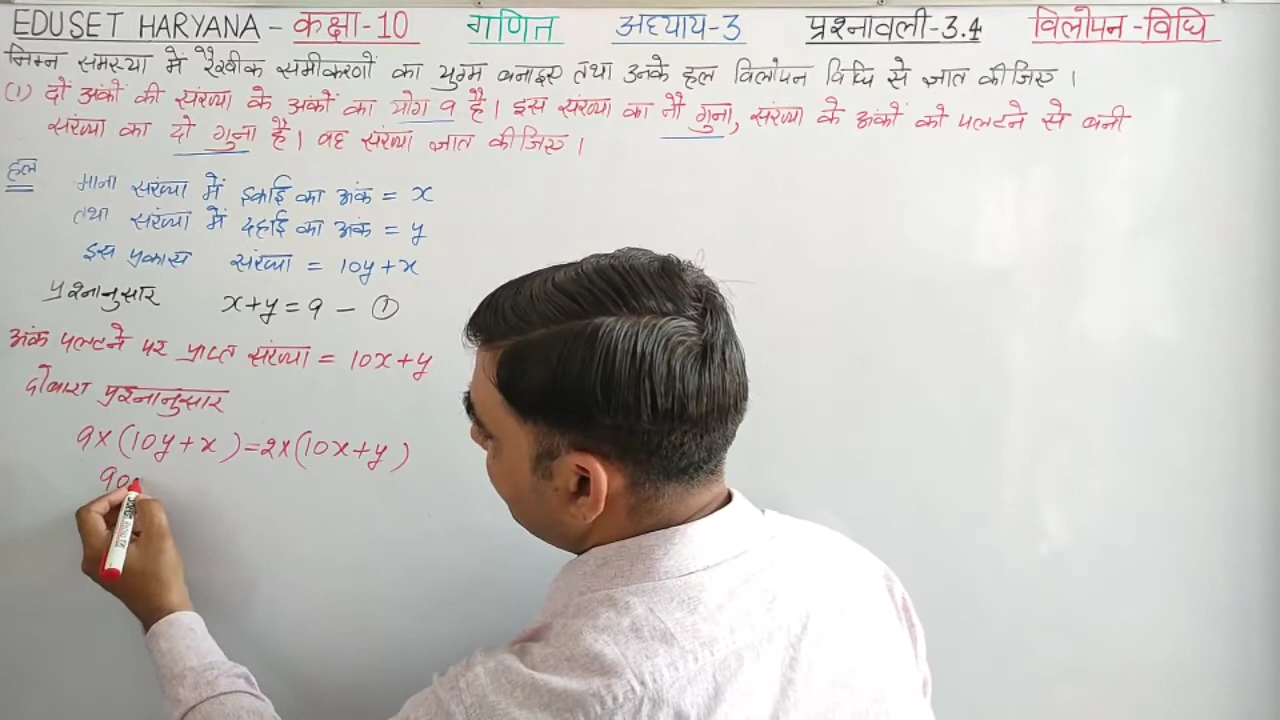 EDUSET HARYANA - कक्षा-10 गणित अध्याय-3 प्रश्नावली-3.4 विलोपन-विधि
निम्न समस्या में रैखीक समीकरणों का युग्म बनाइए तथा उनके हल विलोपन विधि से ज्ञात कीजिए ।
(1) दो अंकों की संख्या के अंकों का योग 9 है । इस संख्या का नौ गुना, संख्या के अंकों को पलटने से बनी
संख्या का दो गुना है । वह संख्या ज्ञात कीजिए ।
हल
माना संख्या में इकाई का अंक = x
तथा संख्या में दहाई का अंक = y
इस प्रकार संख्या = 10y+x
प्रश्नानुसार x+y=9 - ①
अंक पलटने पर प्राप्त संख्या = 10x+y
दोबारा प्रश्नानुसार
9×(10y+x)=2×(10x+y)
90